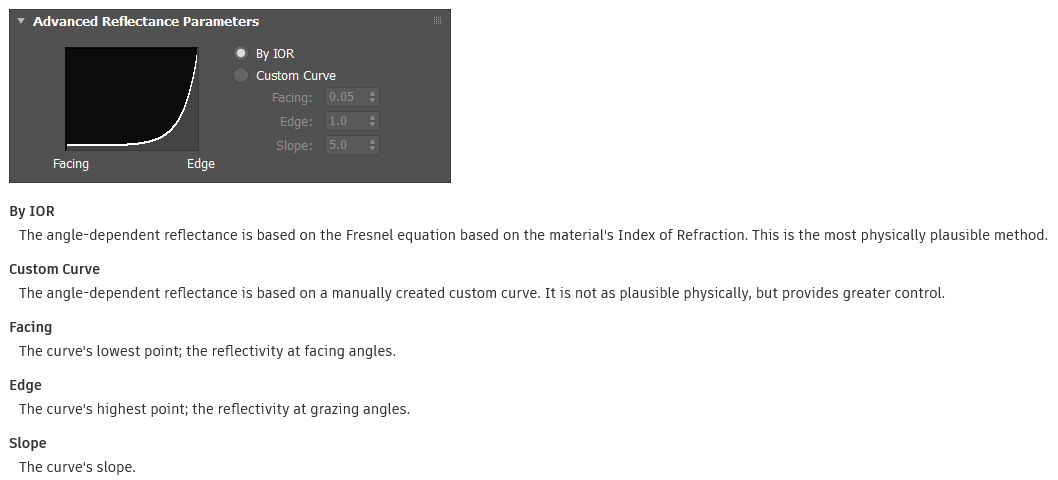 Advanced Reflectance Parameters
By IOR
Custom Curve
Facing: 0.05
Edge: 1.0
Slope: 5.0
Facing Edge
By IOR
The angle-dependent reflectance is based on the Fresnel equation based on the material's Index of Refraction. This is the most physically plausible method.
Custom Curve
The angle-dependent reflectance is based on a manually created custom curve. It is not as plausible physically, but provides greater control.
Facing
The curve's lowest point; the reflectivity at facing angles.
Edge
The curve's highest point; the reflectivity at grazing angles.
Slope
The curve's slope.